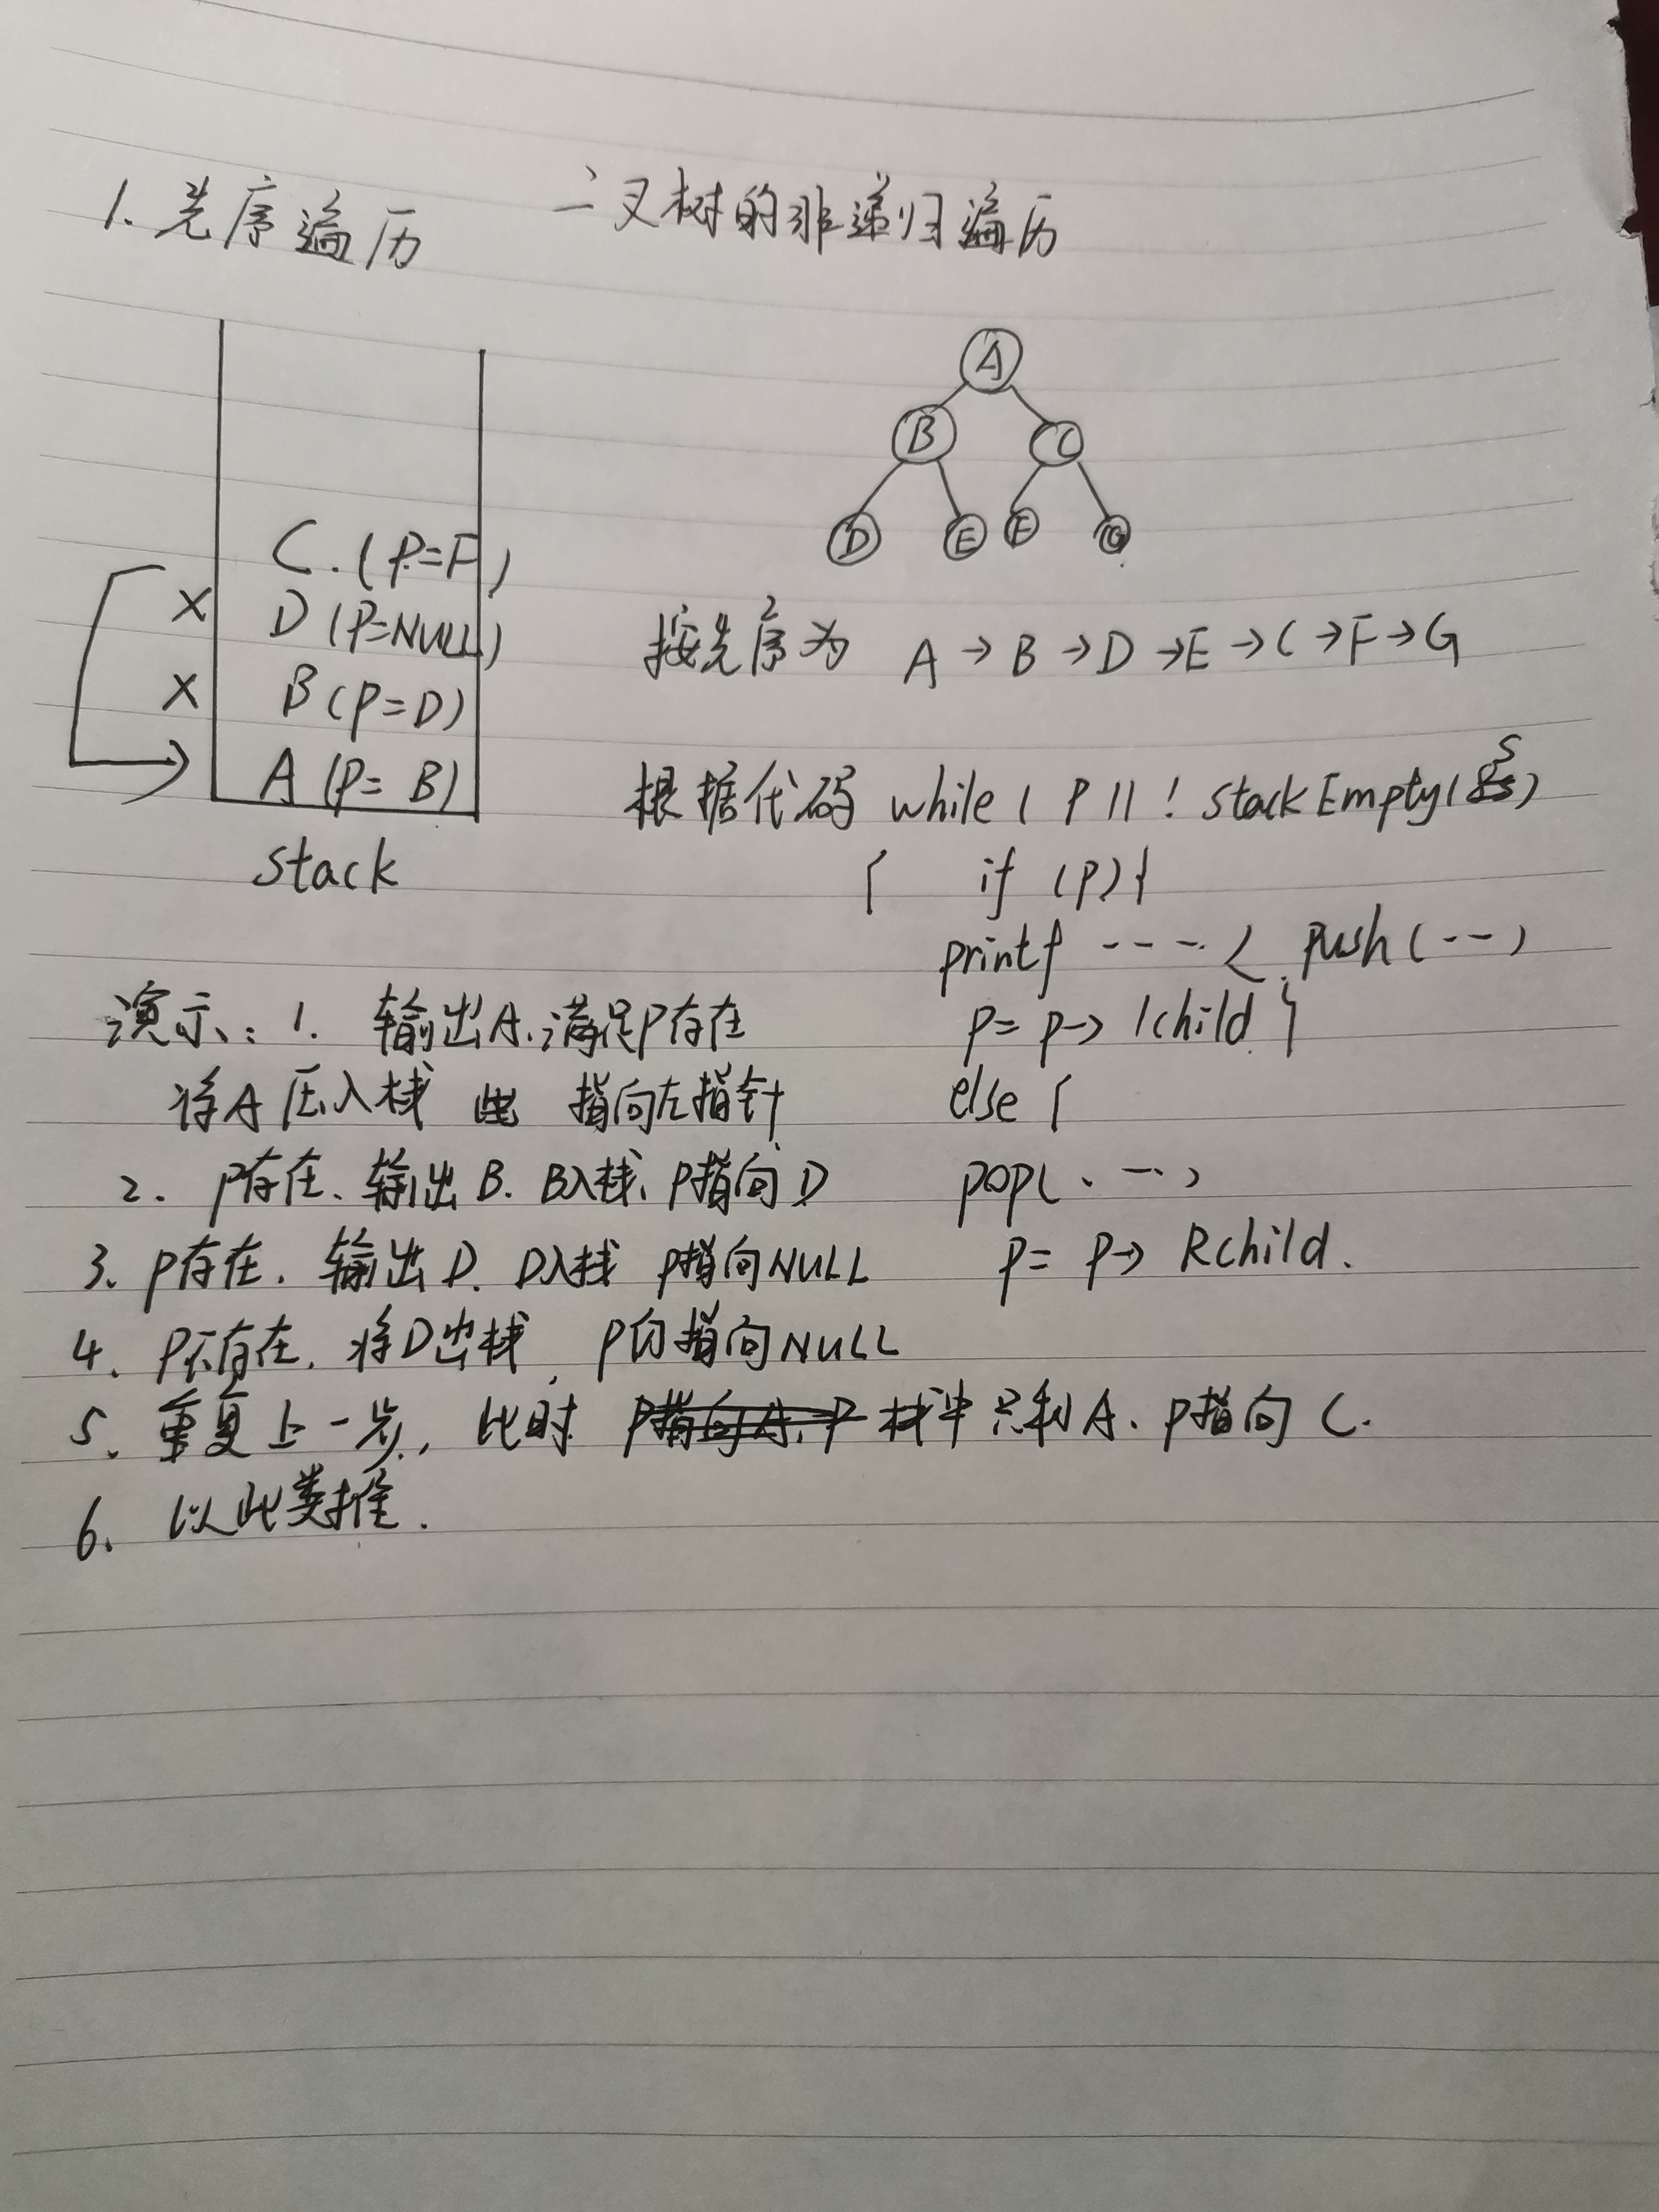 二叉树的非递归遍历
1. 先序遍历
A
B C
D E F G
C.(P=F)
X D (P=NULL)
X B (P=D)
A (P=B)
stack
按先序为 A→B→D→E→C→F→G
根据代码 while ( P || ! stackEmpty(S)
{ if (P){
printf ---- push(--)
p= p→ lchild }
else {
pop( ---)
p= p→ Rchild.
演示:1. 输出A.满足P存在
将A压入栈 指向左指针
2. P存在、输出B. B入栈、P指向D
3. P存在. 输出D. D入栈 P指向NULL
4. P不存在. 将D出栈, P仍指向NULL
5. 重复上一步, 此时 栈中只剩A、P指向C.
6. 以此类推.